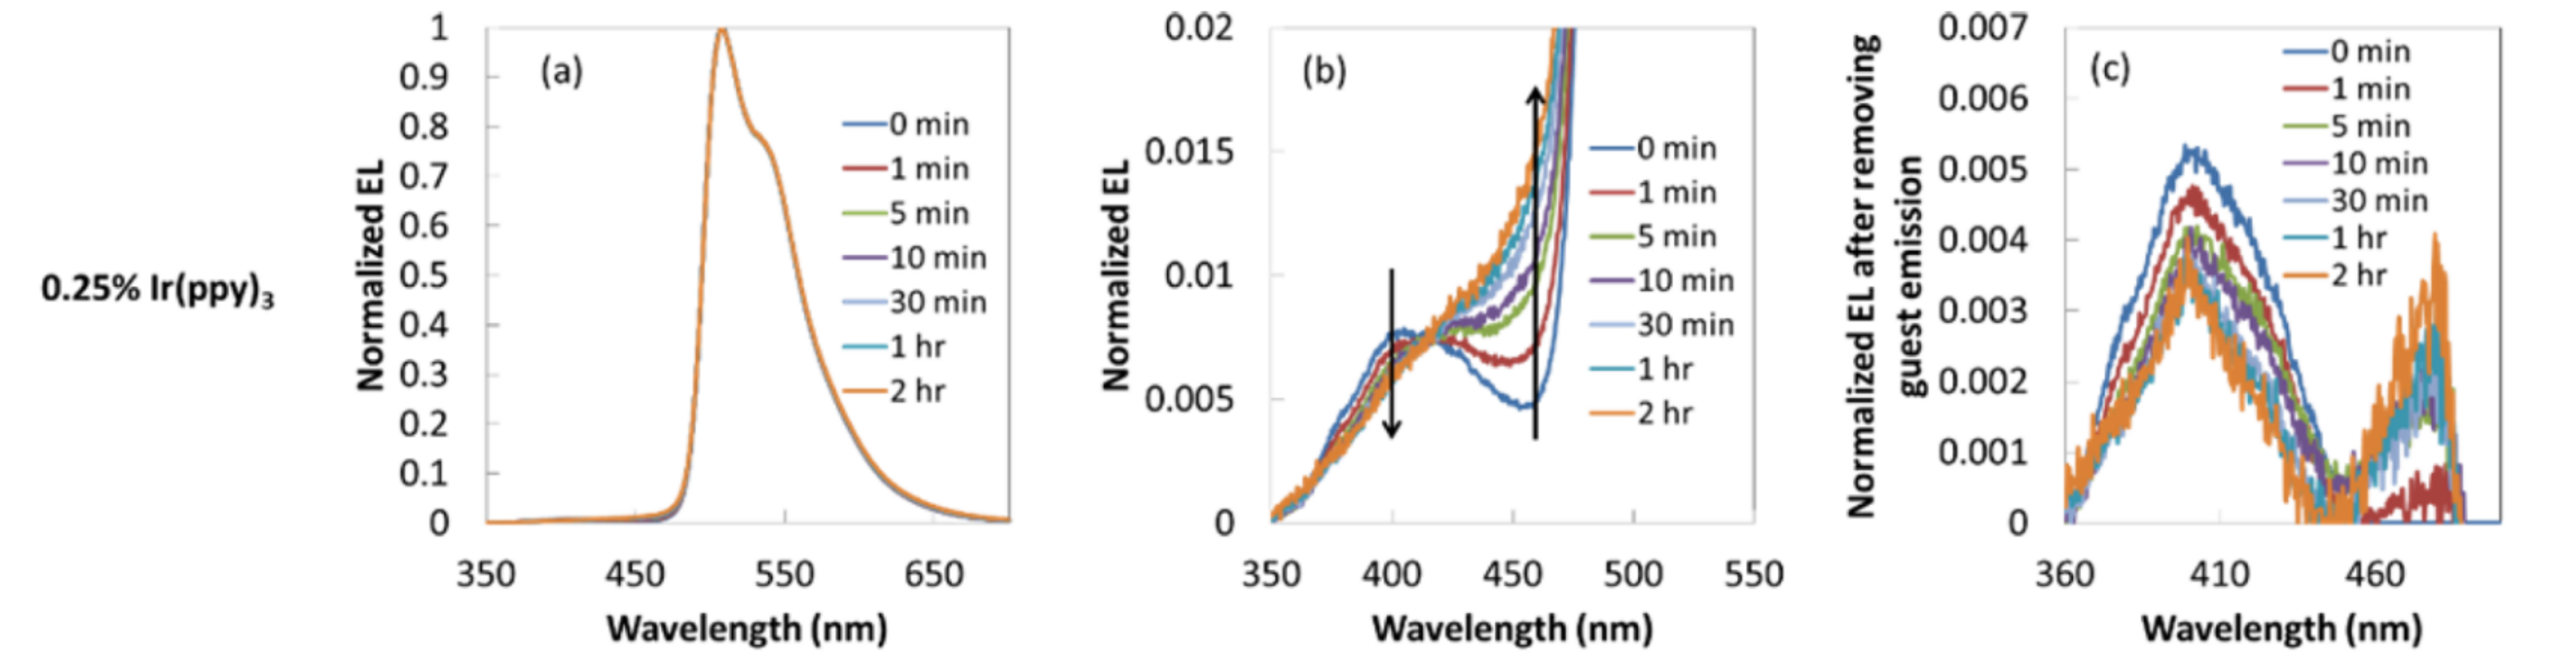 0.25% Ir(ppy)₃
Normalized EL
1
0.9
0.8
0.7
0.6
0.5
0.4
0.3
0.2
0.1
0
(a)
0 min
1 min
5 min
10 min
30 min
1 hr
2 hr
350 450 550 650
Wavelength (nm)
Normalized EL
0.02
0.015
0.01
0.005
0
(b)
0 min
1 min
5 min
10 min
30 min
1 hr
2 hr
350 400 450 500 550
Wavelength (nm)
Normalized EL after removing
guest emission
0.007
0.006
0.005
0.004
0.003
0.002
0.001
0
(c)
0 min
1 min
5 min
10 min
30 min
1 hr
2 hr
360 410 460
Wavelength (nm)